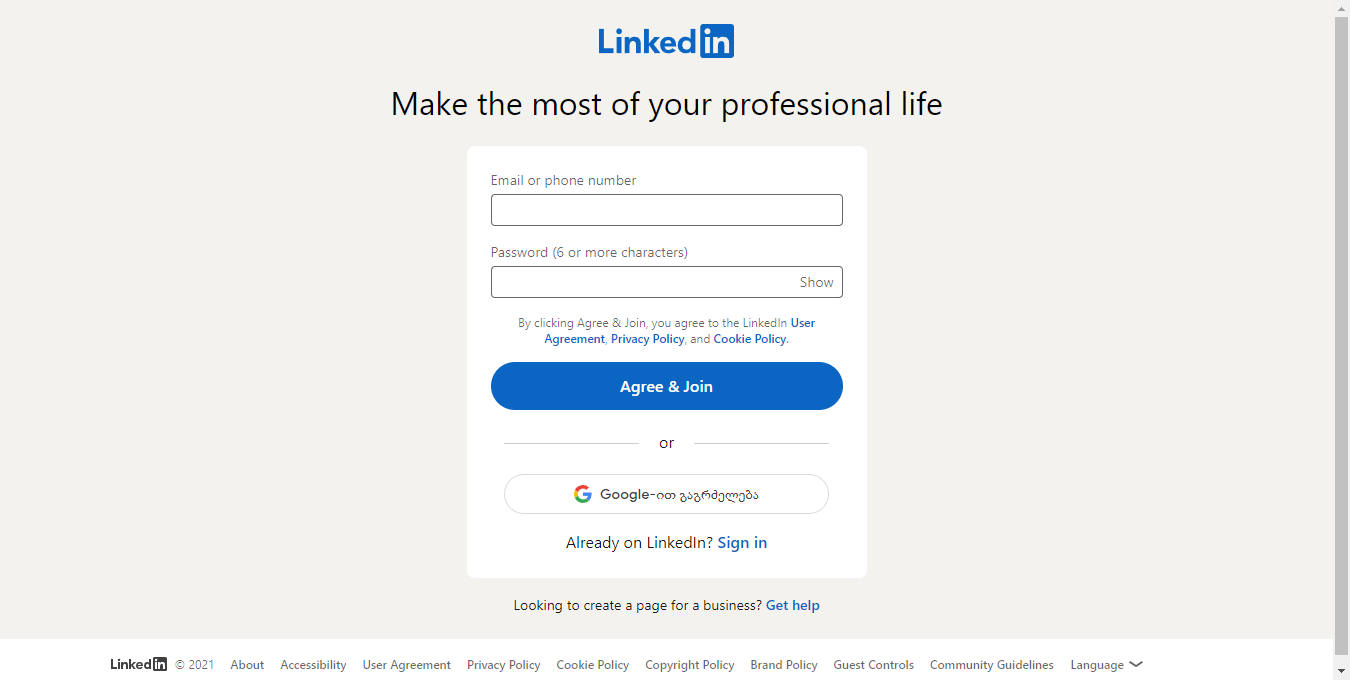 LinkedIn
Make the most of your professional life
Email or phone number
Password (6 or more characters)
Show
By clicking Agree & Join, you agree to the LinkedIn User
Agreement, Privacy Policy, and Cookie Policy.
Agree & Join
or
Google-ით გაგრძელება
Already on LinkedIn? Sign in
Looking to create a page for a business? Get help
LinkedIn © 2021 About Accessibility User Agreement Privacy Policy Cookie Policy Copyright Policy Brand Policy Guest Controls Community Guidelines Language